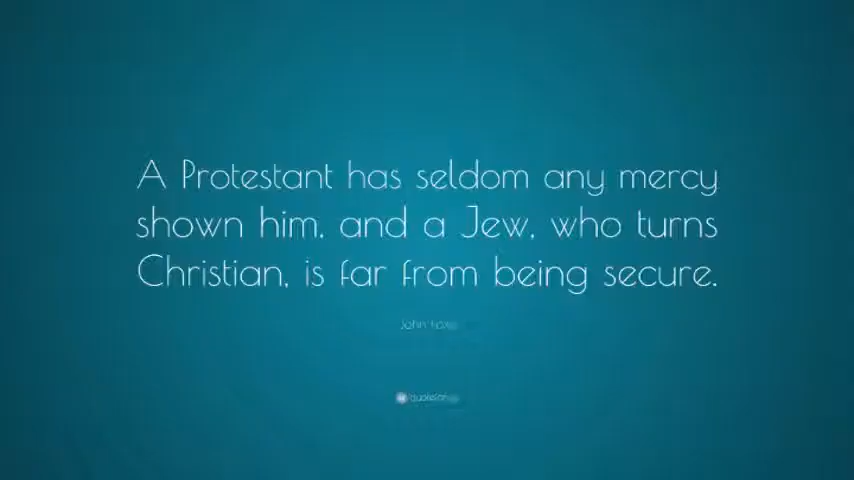 A Protestant has seldom any mercy
shown him, and a Jew, who turns
Christian, is far from being secure.
John Foxe